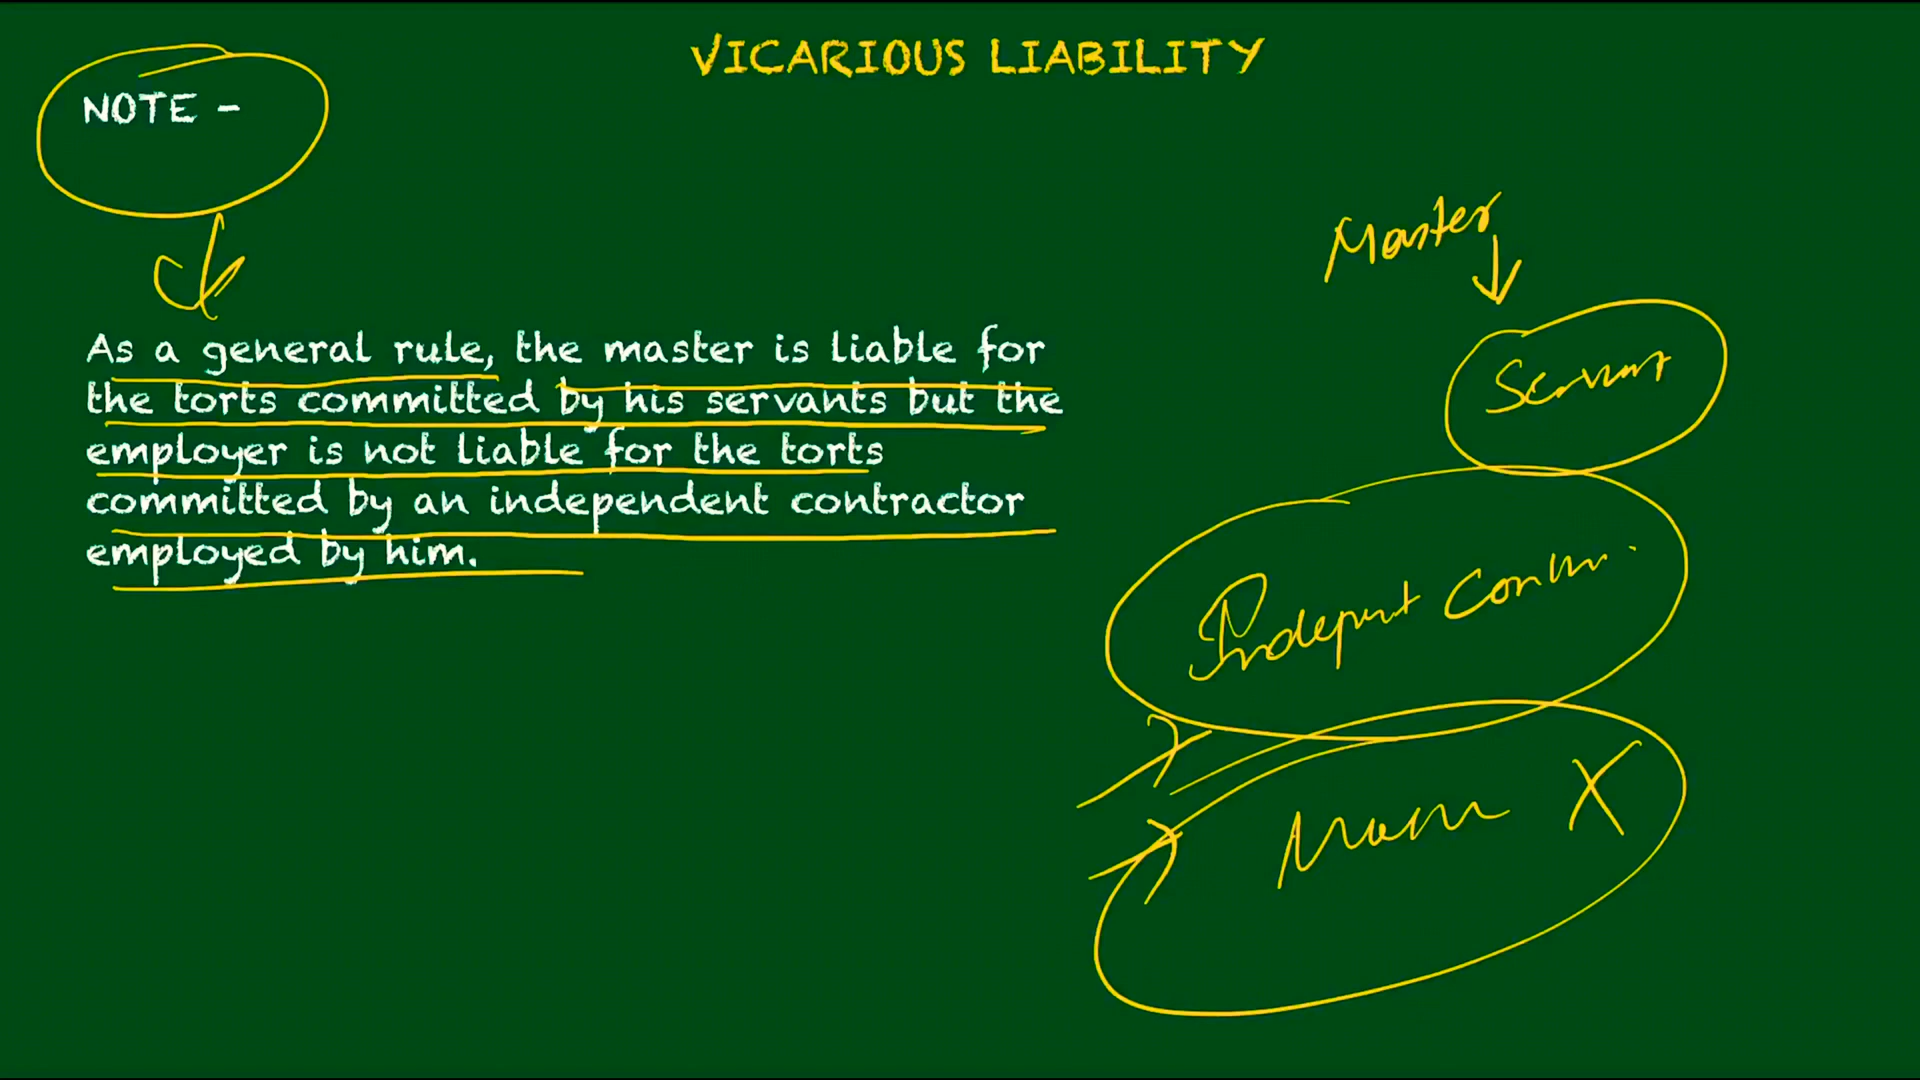 VICARIOUS LIABILITY
NOTE -
As a general rule, the master is liable for
the torts committed by his servants but the
employer is not liable for the torts
committed by an independent contractor
employed by him.
Master
Servant